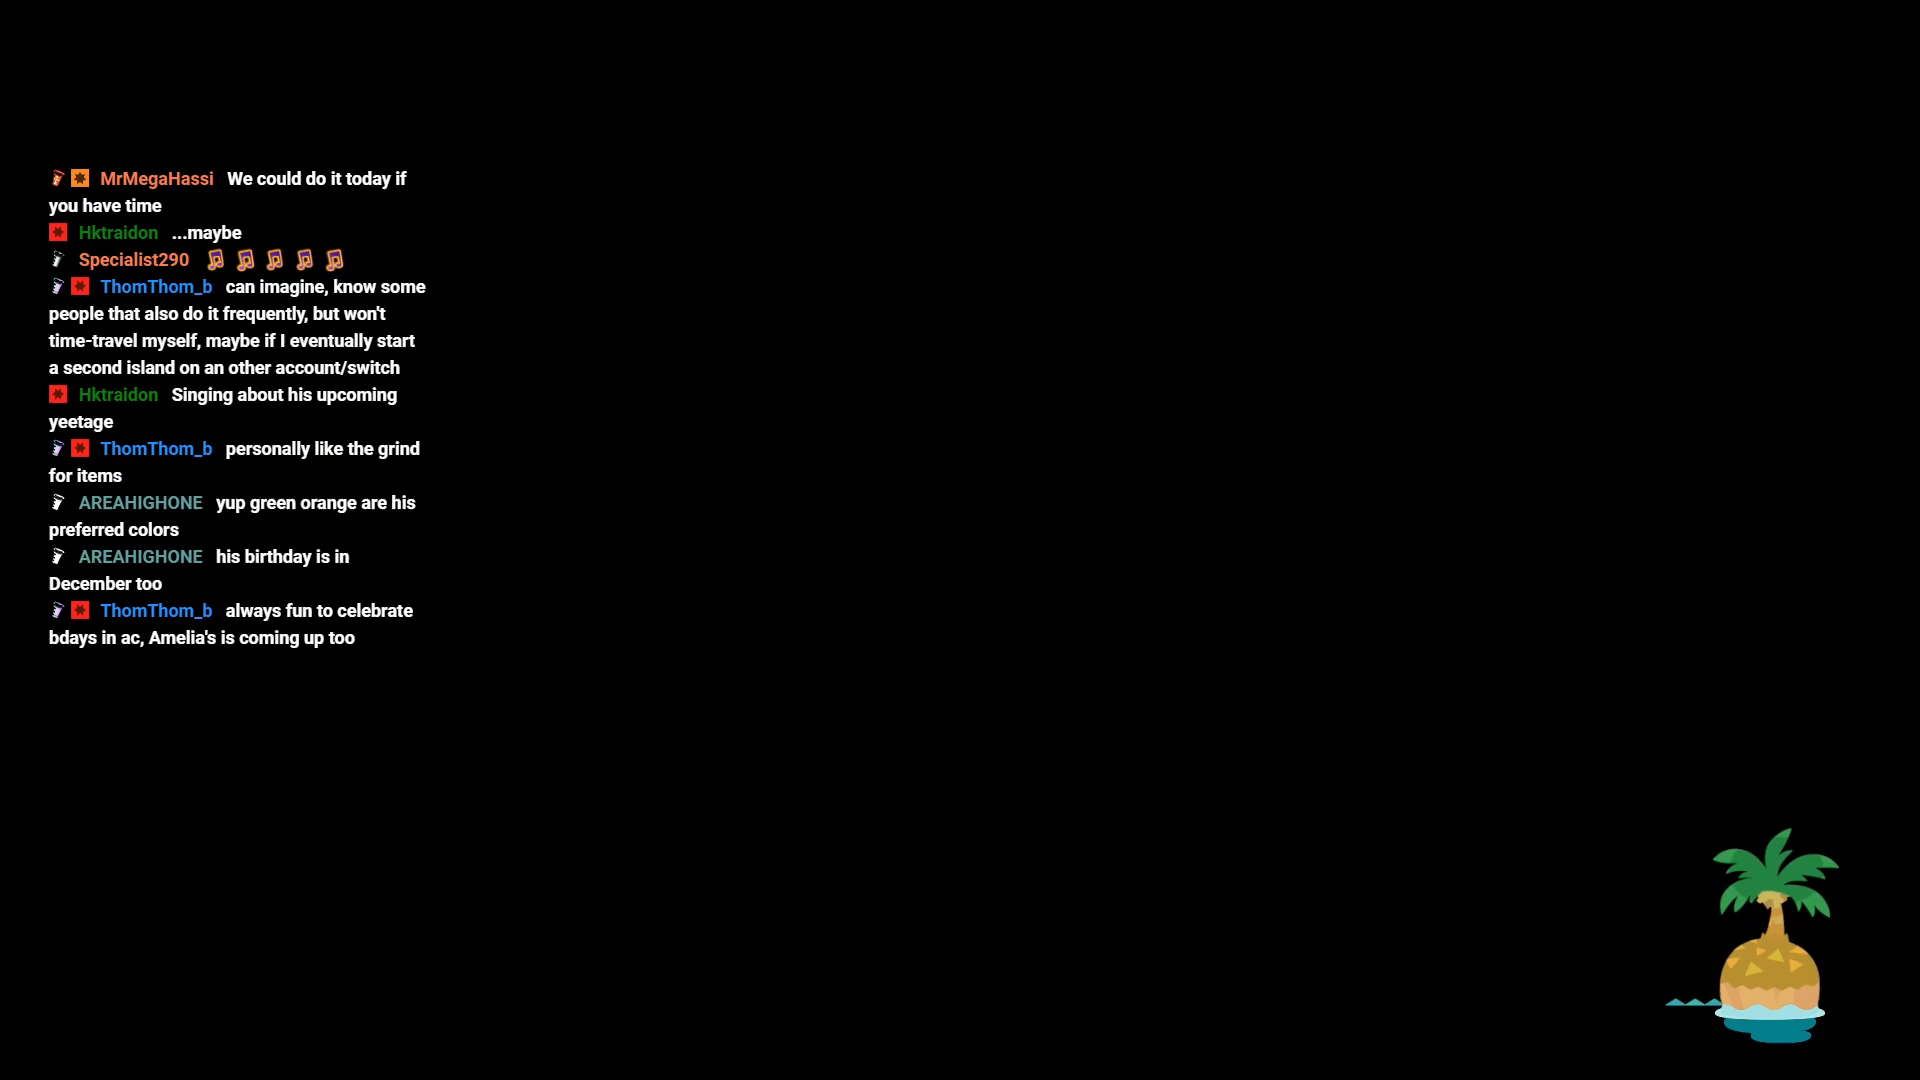 MrMegaHassi We could do it today if
you have time
Hktraidon ...maybe
Specialist290
ThomThom_b can imagine, know some
people that also do it frequently, but won't
time-travel myself, maybe if I eventually start
a second island on an other account/switch
Hktraidon Singing about his upcoming
yeetage
ThomThom_b personally like the grind
for items
AREAHIGHONE yup green orange are his
preferred colors
AREAHIGHONE his birthday is in
December too
ThomThom_b always fun to celebrate
bdays in ac, Amelia's is coming up too